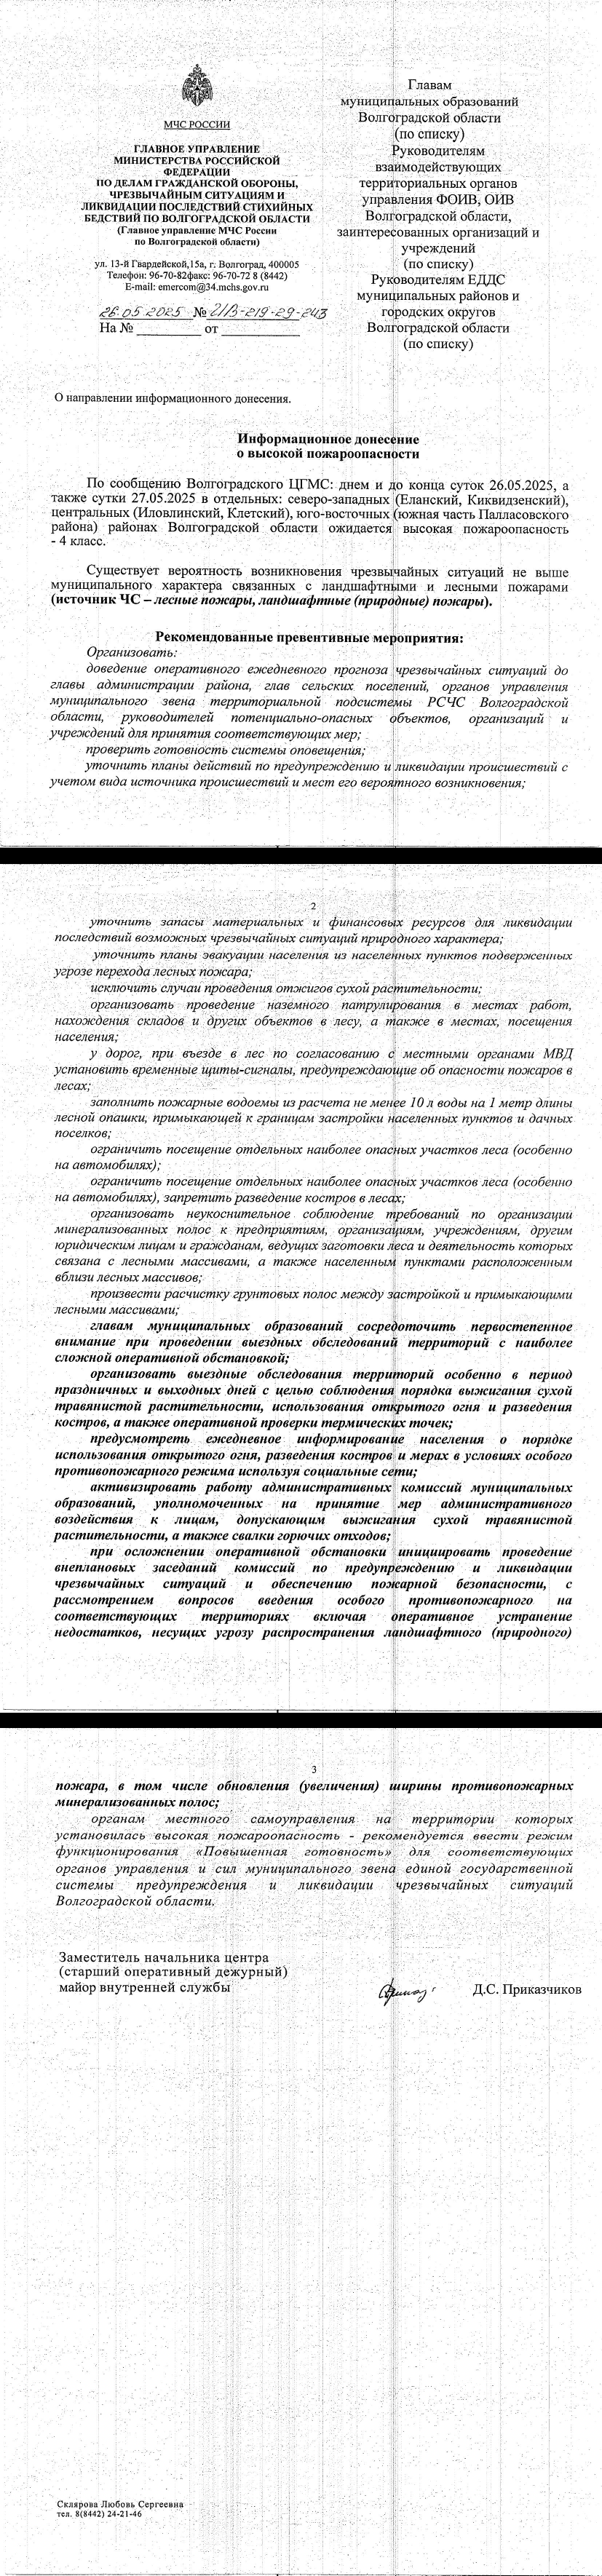 МЧС РОССИИ
ГЛАВНОЕ УПРАВЛЕНИЕ
МИНИСТЕРСТВА РОССИЙСКОЙ
ФЕДЕРАЦИИ
ПО ДЕЛАМ ГРАЖДАНСКОЙ ОБОРОНЫ,
ЧРЕЗВЫЧАЙНЫМ СИТУАЦИЯМ И
ЛИКВИДАЦИИ ПОСЛЕДСТВИЙ СТИХИЙНЫХ
БЕДСТВИЙ ПО ВОЛГОГРАДСКОЙ ОБЛАСТИ
(Главное управление МЧС России
по Волгоградской области)
ул. 13-й Гвардейской,15а, г. Волгоград, 400005
Телефон: 96-70-82факс: 96-70-72 8 (8442)
E-mail: emercom@34.mchs.gov.ru
26.05.2025 № 21В-219-29-243
На № от
Главам
муниципальных образований
Волгоградской области
(по списку)
Руководителям
взаимодействующих
территориальных органов
управления ФОИВ, ОИВ
Волгоградской области,
заинтересованных организаций и
учреждений
(по списку)
Руководителям ЕДДС
муниципальных районов и
городских округов
Волгоградской области
(по списку)
О направлении информационного донесения.
Информационное донесение
о высокой пожароопасности
По сообщению Волгоградского ЦГМС: днем и до конца суток 26.05.2025, а
также сутки 27.05.2025 в отдельных: северо-западных (Еланский, Киквидзенский),
центральных (Иловлинский, Клетский), юго-восточных (южная часть Палласовского
района) районах Волгоградской области ожидается высокая пожароопасность
- 4 класс.
Существует вероятность возникновения чрезвычайных ситуаций не выше
муниципального характера связанных с ландшафтными и лесными пожарами
(источник ЧС – лесные пожары, ландшафтные (природные) пожары).
Рекомендованные превентивные мероприятия:
Организовать:
доведение оперативного ежедневного прогноза чрезвычайных ситуаций до
главы администрации района, глав сельских поселений, органов управления
муниципального звена территориальной подсистемы РСЧС Волгоградской
области, руководителей потенциально-опасных объектов, организаций и
учреждений для принятия соответствующих мер;
проверить готовность системы оповещения;
уточнить планы действий по предупреждению и ликвидации происшествий с
учетом вида источника происшествий и мест его вероятного возникновения;
2
уточнить запасы материальных и финансовых ресурсов для ликвидации
последствий возможных чрезвычайных ситуаций природного характера;
уточнить планы эвакуации населения из населенных пунктов подверженных
угрозе перехода лесных пожара;
исключить случаи проведения отжигов сухой растительности;
организовать проведение наземного патрулирования в местах работ,
нахождения складов и других объектов в лесу, а также в местах, посещения
населения;
у дорог, при въезде в лес по согласованию с местными органами МВД
установить временные щиты-сигналы, предупреждающие об опасности пожаров в
лесах;
заполнить пожарные водоемы из расчета не менее 10 л воды на 1 метр длины
лесной опашки, примыкающей к границам застройки населенных пунктов и дачных
поселков;
ограничить посещение отдельных наиболее опасных участков леса (особенно
на автомобилях);
ограничить посещение отдельных наиболее опасных участков леса (особенно
на автомобилях), запретить разведение костров в лесах;
организовать неукоснительное соблюдение требований по организации
минерализованных полос к предприятиям, организациям, учреждениям, другим
юридическим лицам и гражданам, ведущих заготовки леса и деятельность которых
связана с лесными массивами, а также населенным пунктами расположенным
вблизи лесных массивов;
произвести расчистку грунтовых полос между застройкой и примыкающими
лесными массивами;
главам муниципальных образований сосредоточить первостепенное
внимание при проведении выездных обследований территорий с наиболее
сложной оперативной обстановкой;
организовать выездные обследования территорий особенно в период
праздничных и выходных дней с целью соблюдения порядка выжигания сухой
травянистой растительности, использования открытого огня и разведения
костров, а также оперативной проверки термических точек;
предусмотреть ежедневное информирование населения о порядке
использования открытого огня, разведения костров и мерах в условиях особого
противопожарного режима используя социальные сети;
активизировать работу административных комиссий муниципальных
образований, уполномоченных на принятие мер административного
воздействия к лицам, допускающим выжигания сухой травянистой
растительности, а также свалки горючих отходов;
при осложнении оперативной обстановки инициировать проведение
внеплановых заседаний комиссий по предупреждению и ликвидации
чрезвычайных ситуаций и обеспечению пожарной безопасности, с
рассмотрением вопросов введения особого противопожарного на
соответствующих территориях включая оперативное устранение
недостатков, несущих угрозу распространения ландшафтного (природного)
3
пожара, в том числе обновления (увеличения) ширины противопожарных
минерализованных полос;
органам местного самоуправления на территории которых
установилась высокая пожароопасность - рекомендуется ввести режим
функционирования «Повышенная готовность» для соответствующих
органов управления и сил муниципального звена единой государственной
системы предупреждения и ликвидации чрезвычайных ситуаций
Волгоградской области.
Заместитель начальника центра
(старший оперативный дежурный)
майор внутренней службы Д.С. Приказчиков
Склярова Любовь Сергеевна
тел. 8(8442) 24-21-46